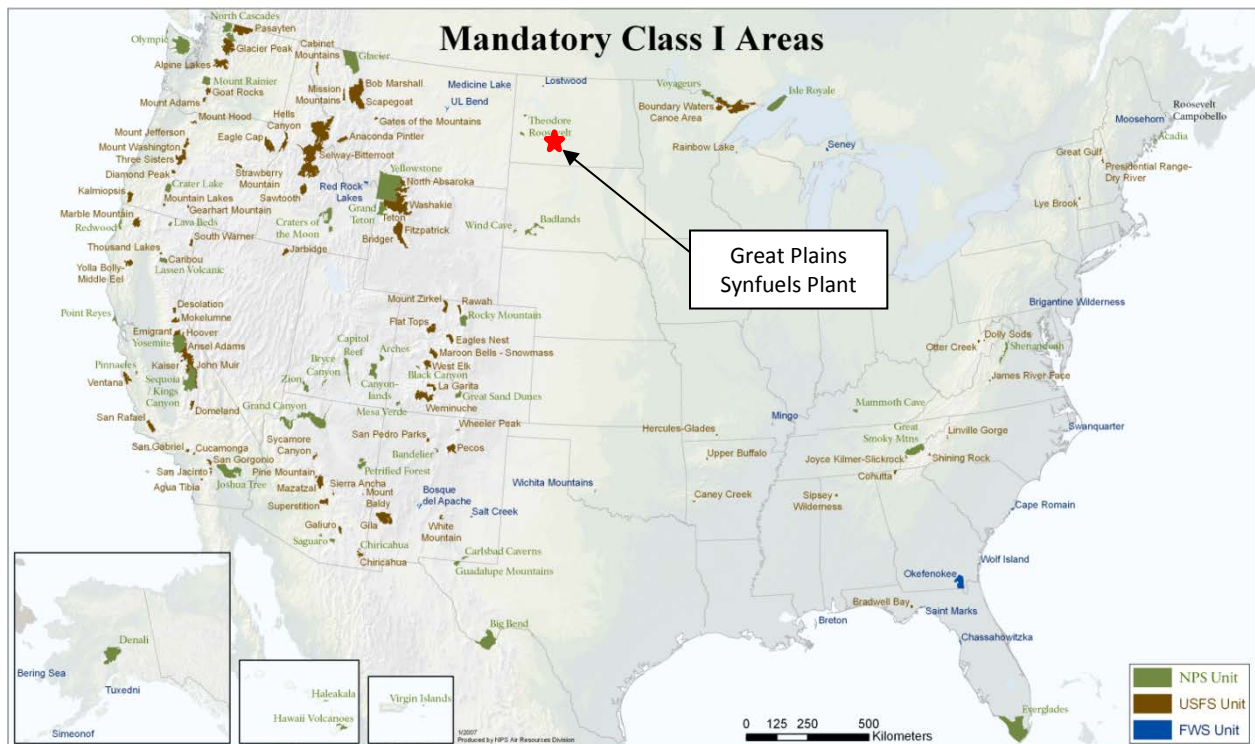 Mandatory Class I Areas
North Cascades
Pasayten
Olympic
Glacier Peak
Alpine Lakes
Mount Rainier
Goat Rocks
Mount Adams
Cabinet
Mountains
Glacier
Bob Marshall
Mission
Mountains
Scapegoat
Medicine Lake
UL Bend
Lostwood
Gates of the Mountains
Theodore
Roosevelt
Voyageurs
Isle Royale
Boundary Waters
Canoe Area
Rainbow Lake
Seney
Roosevelt
Campobello
Moosehorn
Acadia
Great Gulf
Presidential Range-
Dry River
Lye Brook
Mount Hood
Hells
Canyon
Mount Jefferson
Eagle Cap
Anaconda Pintler
Mount Washington
Three Sisters
Selway-Bitterroot
Diamond Peak
Strawberry
Mountain
Yellowstone
Red Rock
Lakes
North Absaroka
Kalmiopsis
Crater Lake
Mountain Lakes
Sawtooth
Washakie
Gearhart Mountain
Grand
Teton
Teton
Marble Mountain
Redwood
Lava Beds
Craters of
the Moon
Fitzpatrick
Bridger
Wind Cave
Badlands
Great Plains
Synfuels Plant
South Warner
Thousand Lakes
Jarbidge
Caribou
Yolla Bolly-
Middle Eel
Lassen Volcanic
Desolation
Mokelumne
Point Reyes
Emigrant
Hoover
Yosemite
Ansel Adams
Pinnacles
Kaiser
John Muir
Ventana
Sequoia
Kings
Canyon
San Rafael
Domeland
Mount Zirkel
Rawah
Flat Tops
Rocky Mountain
Eagles Nest
Capitol
Reef
Arches
Maroon Bells - Snowmass
Bryce
Canyon
West Elk
Black Canyon
Zion
Canyon-
lands
La Garita
Great Sand Dunes
Weminuche
Mesa Verde
Grand Canyon
Wheeler Peak
San Pedro Parks
Sycamore
Canyon
Bandelier
Pecos
San Gabriel
Cucamonga
San Gorgonio
San Jacinto
Agua Tibia
Joshua Tree
Pine Mountain
Petrified Forest
Mazatzal
Sierra Ancha
Mount
Baldy
Bosque
del Apache
Superstition
Salt Creek
Galiuro
Gila
White
Mountain
Saguaro
Chiricahua
Chiricahua
Carlsbad Caverns
Guadalupe Mountains
Big Bend
Wichita Mountains
Hercules-Glades
Upper Buffalo
Caney Creek
Mingo
Mammoth Cave
Brigantine Wilderness
Dolly Sods
Otter Creek
Shenandoah
James River Face
Swanquarter
Great
Smoky Mtns
Linville Gorge
Joyce Kilmer-Slickrock
Shining Rock
Cohutta
Sipsey
Wilderness
Cape Romain
Wolf Island
Okefenokee
Bradwell Bay
Saint Marks
Breton
Chassahowitzka
Everglades
Denali
Bering Sea
Tuxedni
Simeonof
Haleakala
Hawaii Volcanoes
Virgin Islands
1/2007
Produced by NPS Air Resources Division
0 125 250 500
Kilometers
NPS Unit
USFS Unit
FWS Unit